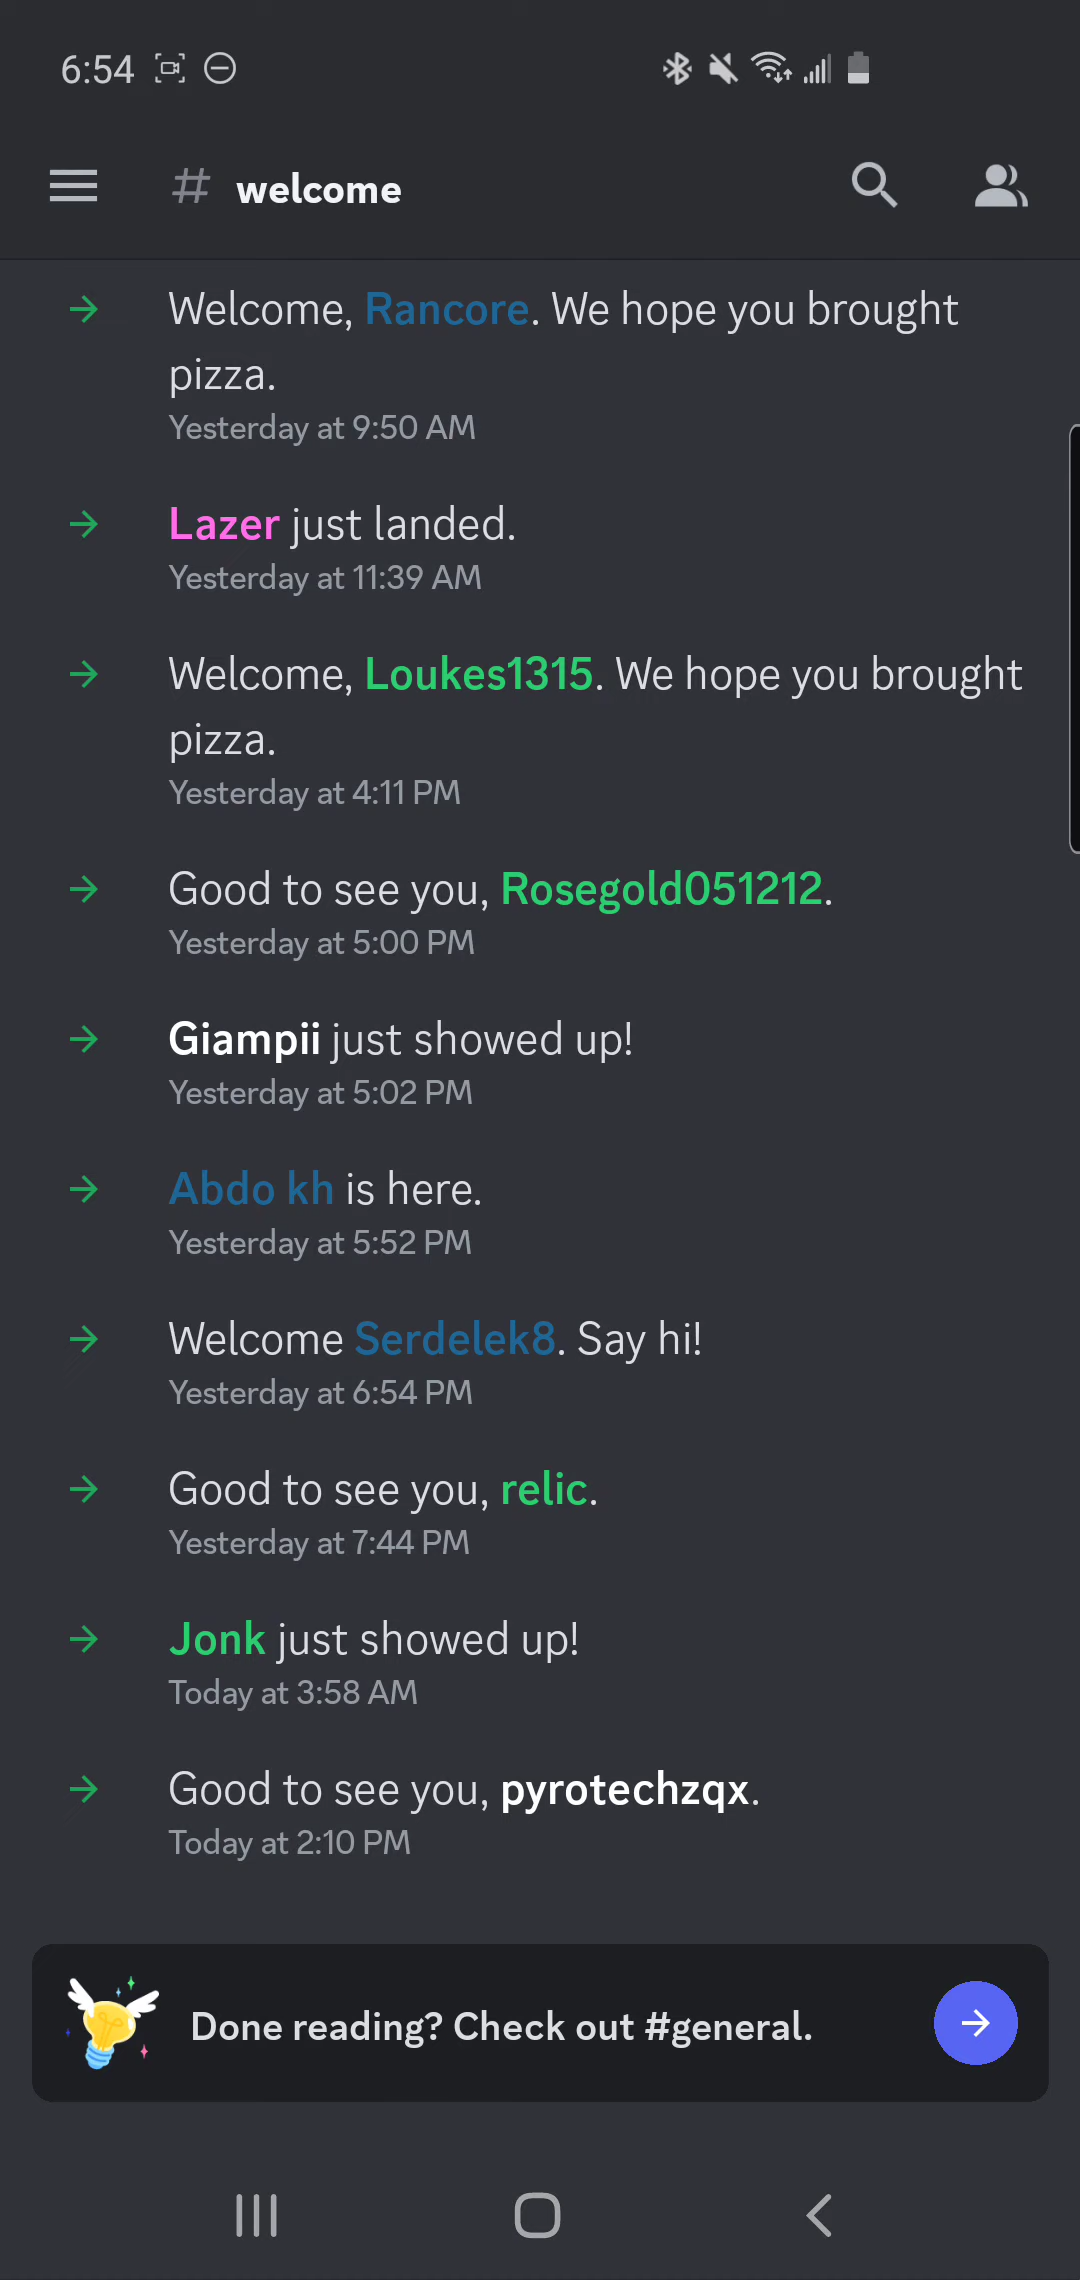 6:54
# welcome
Welcome, Rancore. We hope you brought
pizza.
Yesterday at 9:50 AM
Lazer just landed.
Yesterday at 11:39 AM
Welcome, Loukes1315. We hope you brought
pizza.
Yesterday at 4:11 PM
Good to see you, Rosegold051212.
Yesterday at 5:00 PM
Giampii just showed up!
Yesterday at 5:02 PM
Abdo kh is here.
Yesterday at 5:52 PM
Welcome Serdelek8. Say hi!
Yesterday at 6:54 PM
Good to see you, relic.
Yesterday at 7:44 PM
Jonk just showed up!
Today at 3:58 AM
Good to see you, pyrotechzqx.
Today at 2:10 PM
Done reading? Check out #general.